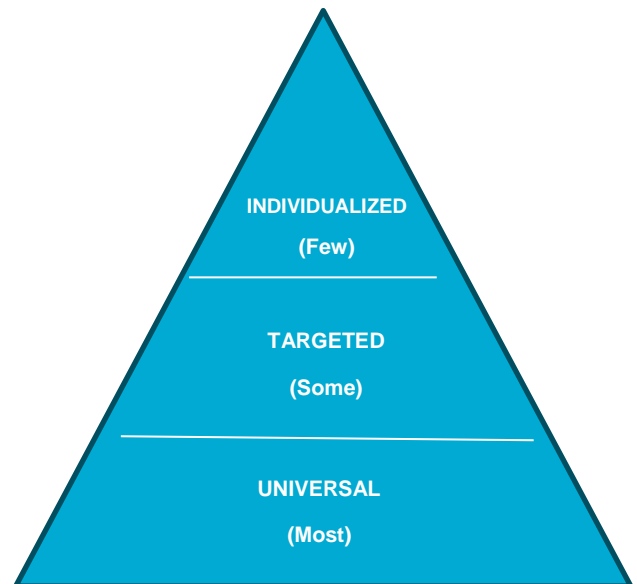 INDIVIDUALIZED
(Few)
TARGETED
(Some)
UNIVERSAL
(Most)